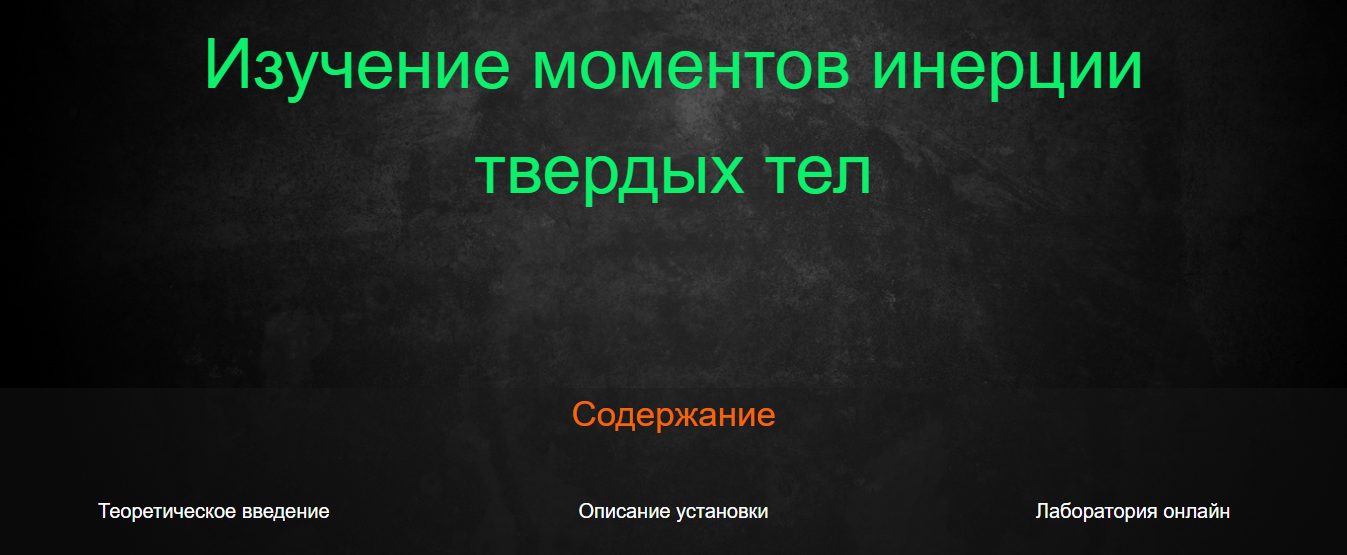 Изучение моментов инерции
твердых тел
Содержание
Теоретическое введение
Описание установки
Лаборатория онлайн